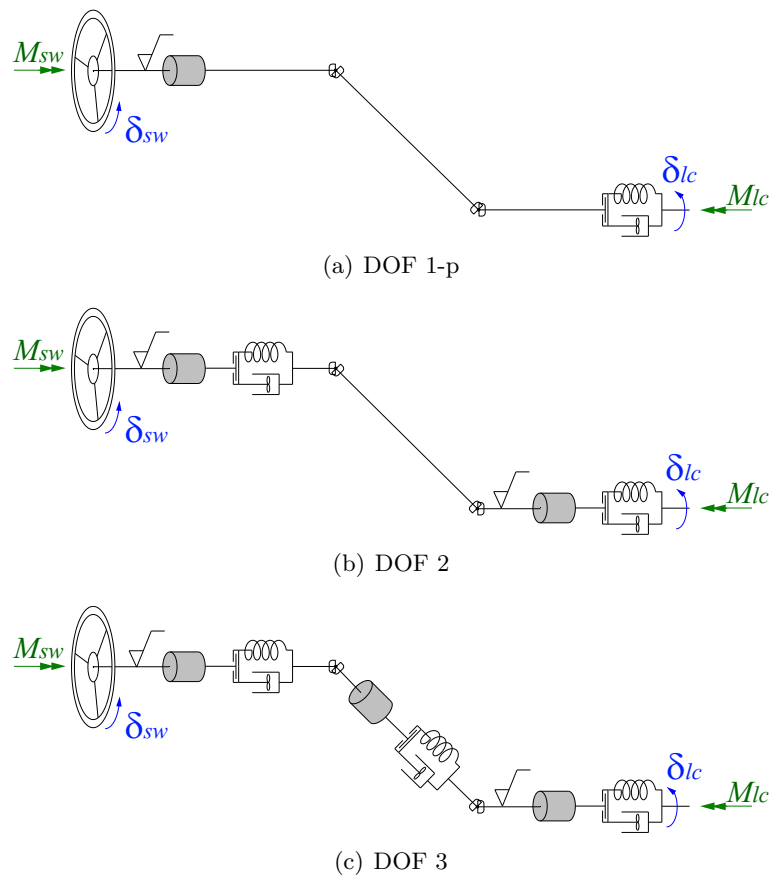 Msw
δsw
δlc
Mlc
(a) DOF 1-p
Msw
δsw
δlc
Mlc
(b) DOF 2
Msw
δsw
δlc
Mlc
(c) DOF 3